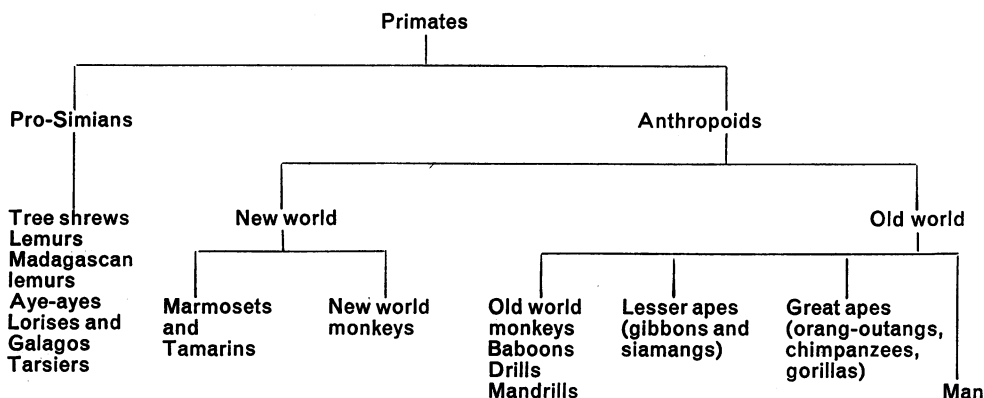 Primates
Pro-Simians
Anthropoids
Tree shrews
Lemurs
Madagascan
lemurs
Aye-ayes
Lorises and
Galagos
Tarsiers
New world
Old world
Marmosets
and
Tamarins
New world
monkeys
Old world
monkeys
Baboons
Drills
Mandrills
Lesser apes
(gibbons and
siamangs)
Great apes
(orang-outangs,
chimpanzees,
gorillas)
Man